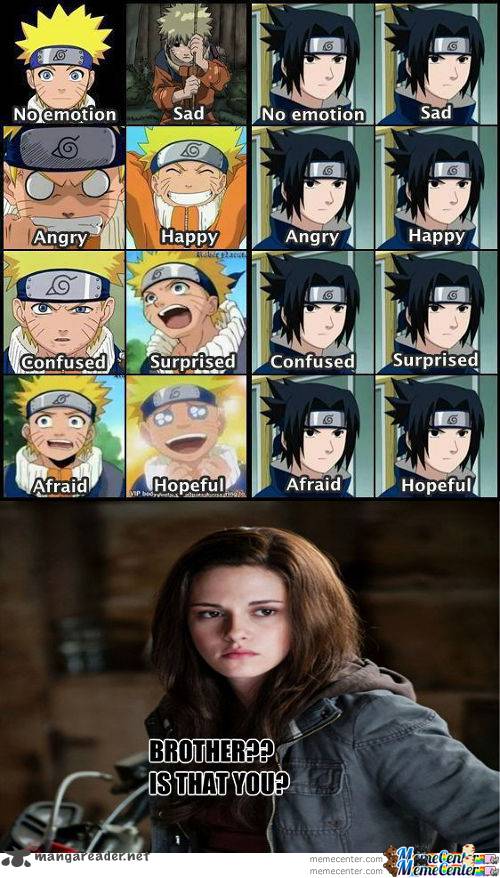 No emotion Sad No emotion Sad
Angry Happy Angry Happy
Confused Surprised Confused Surprised
Afraid Hopeful Afraid Hopeful
BROTHER??
IS THAT YOU?
mangareader.net
memecenter.com MemeCenter
memecenter.com MemeCenter